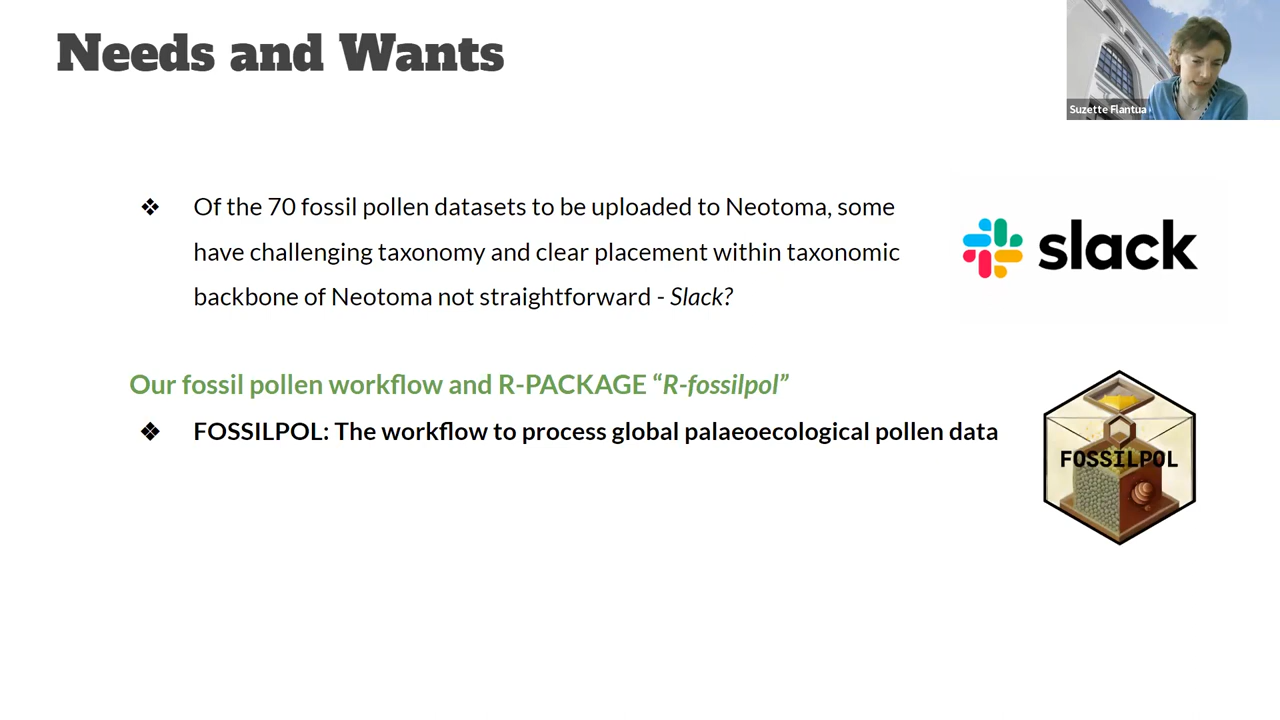 Needs and Wants
Suzette Flantua
❖ Of the 70 fossil pollen datasets to be uploaded to Neotoma, some
have challenging taxonomy and clear placement within taxonomic
backbone of Neotoma not straightforward - Slack?
slack
Our fossil pollen workflow and R-PACKAGE “R-fossilpol”
❖ FOSSILPOL: The workflow to process global palaeoecological pollen data
FOSSILPOL